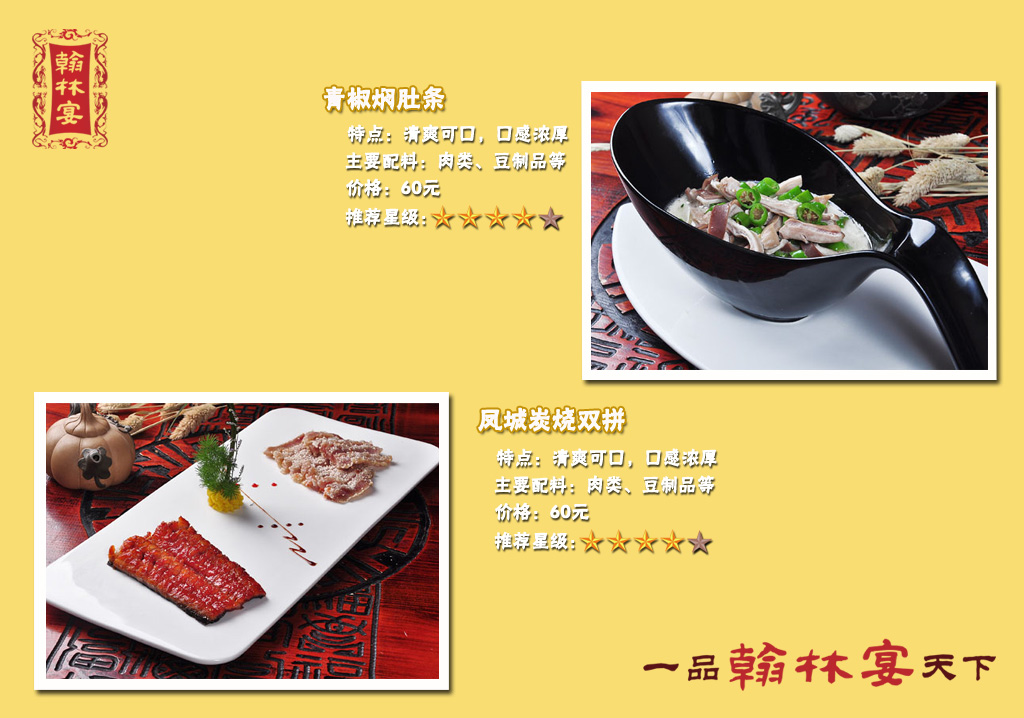 翰林宴
青椒焖肚条
特点：清爽可口，口感浓厚
主要配料：肉类、豆制品等
价格：60元
推荐星级：
凤城炭烧双拼
特点：清爽可口，口感浓厚
主要配料：肉类、豆制品等
价格：60元
推荐星级：
一品翰林宴天下